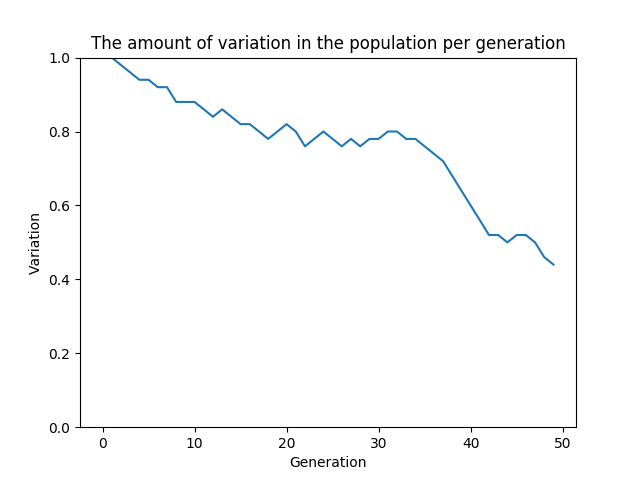 The amount of variation in the population per generation
1.0
0.8
0.6
0.4
0.2
0.0
Variation
0 10 20 30 40 50
Generation